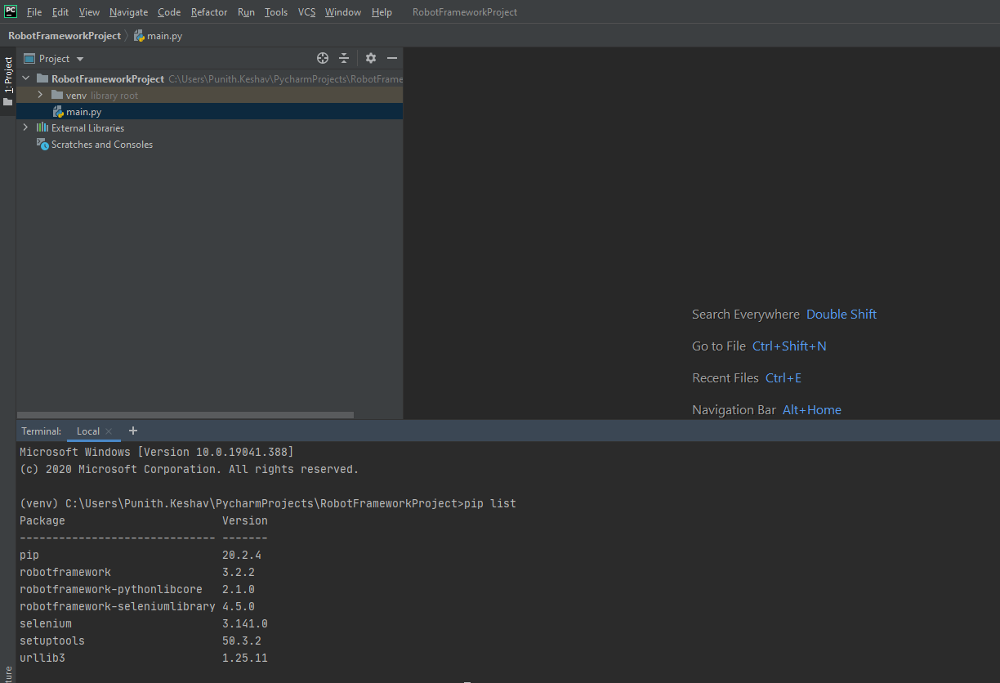 PC File Edit View Navigate Code Refactor Run Tools VCS Window Help RobotFrameworkProject
RobotFrameworkProject main.py
1: Project
Project
RobotFrameworkProject C:\Users\Punith.Keshav\PycharmProjects\RobotFrame
venv library root
main.py
External Libraries
Scratches and Consoles
Search Everywhere Double Shift
Go to File Ctrl+Shift+N
Recent Files Ctrl+E
Navigation Bar Alt+Home
Terminal: Local × +
Microsoft Windows [Version 10.0.19041.388]
(c) 2020 Microsoft Corporation. All rights reserved.
(venv) C:\Users\Punith.Keshav\PycharmProjects\RobotFrameworkProject>pip list
Package Version
------------------------------ -------
pip 20.2.4
robotframework 3.2.2
robotframework-pythonlibcore 2.1.0
robotframework-seleniumlibrary 4.5.0
selenium 3.141.0
setuptools 50.3.2
urllib3 1.25.11
ture